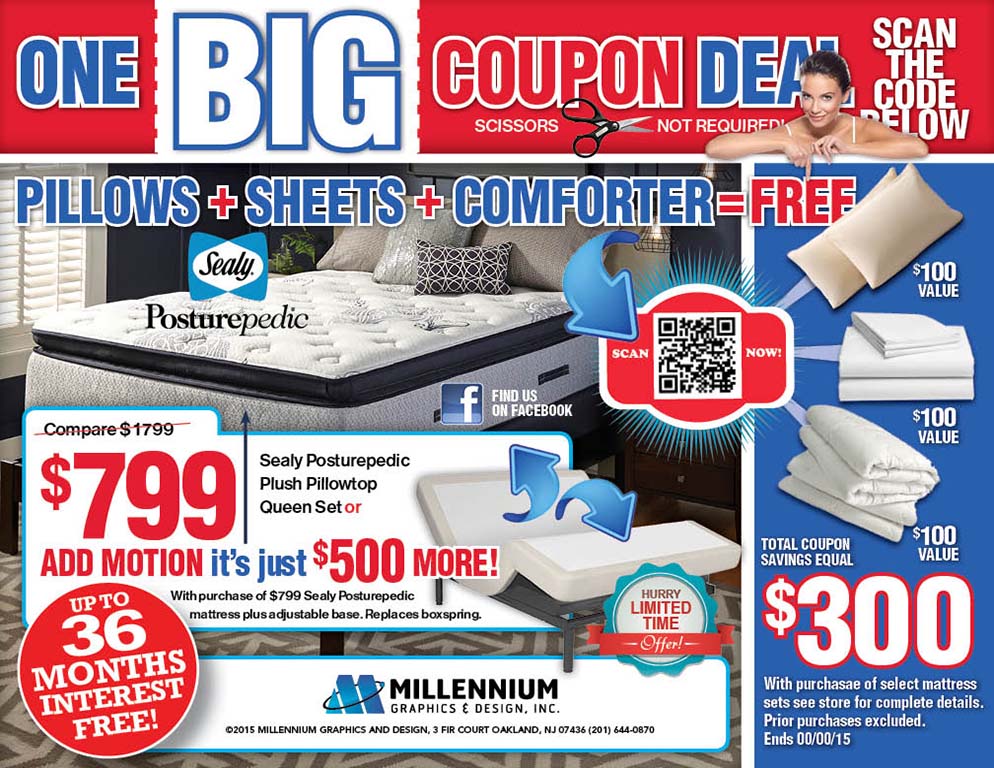 ONE BIG COUPON DEAL
SCISSORS NOT REQUIRED!
SCAN
THE
CODE
BELOW
PILLOWS + SHEETS + COMFORTER = FREE
Sealy.
Posturepedic
SCAN NOW!
FIND US
ON FACEBOOK
$100
VALUE
$100
VALUE
$100
VALUE
Compare $1799
$799
Sealy Posturepedic
Plush Pillowtop
Queen Set or
ADD MOTION it's just $500 MORE!
With purchase of $799 Sealy Posturepedic
mattress plus adjustable base. Replaces boxspring.
UP TO
36
MONTHS
INTEREST
FREE!
HURRY
LIMITED
TIME
Offer!
MILLENNIUM
GRAPHICS & DESIGN, INC.
©2015 MILLENNIUM GRAPHICS AND DESIGN, 3 FIR COURT OAKLAND, NJ 07436 (201) 644-0870
TOTAL COUPON
SAVINGS EQUAL
$300
With purchasae of select mattress
sets see store for complete details.
Prior purchases excluded.
Ends 00/00/15